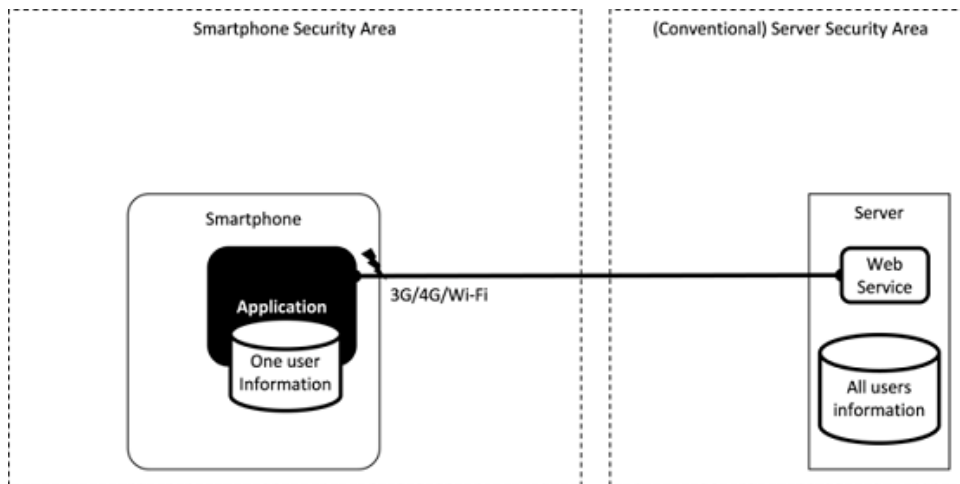 Smartphone Security Area
(Conventional) Server Security Area
Smartphone
Application
One user
Information
3G/4G/Wi-Fi
Server
Web
Service
All users
information